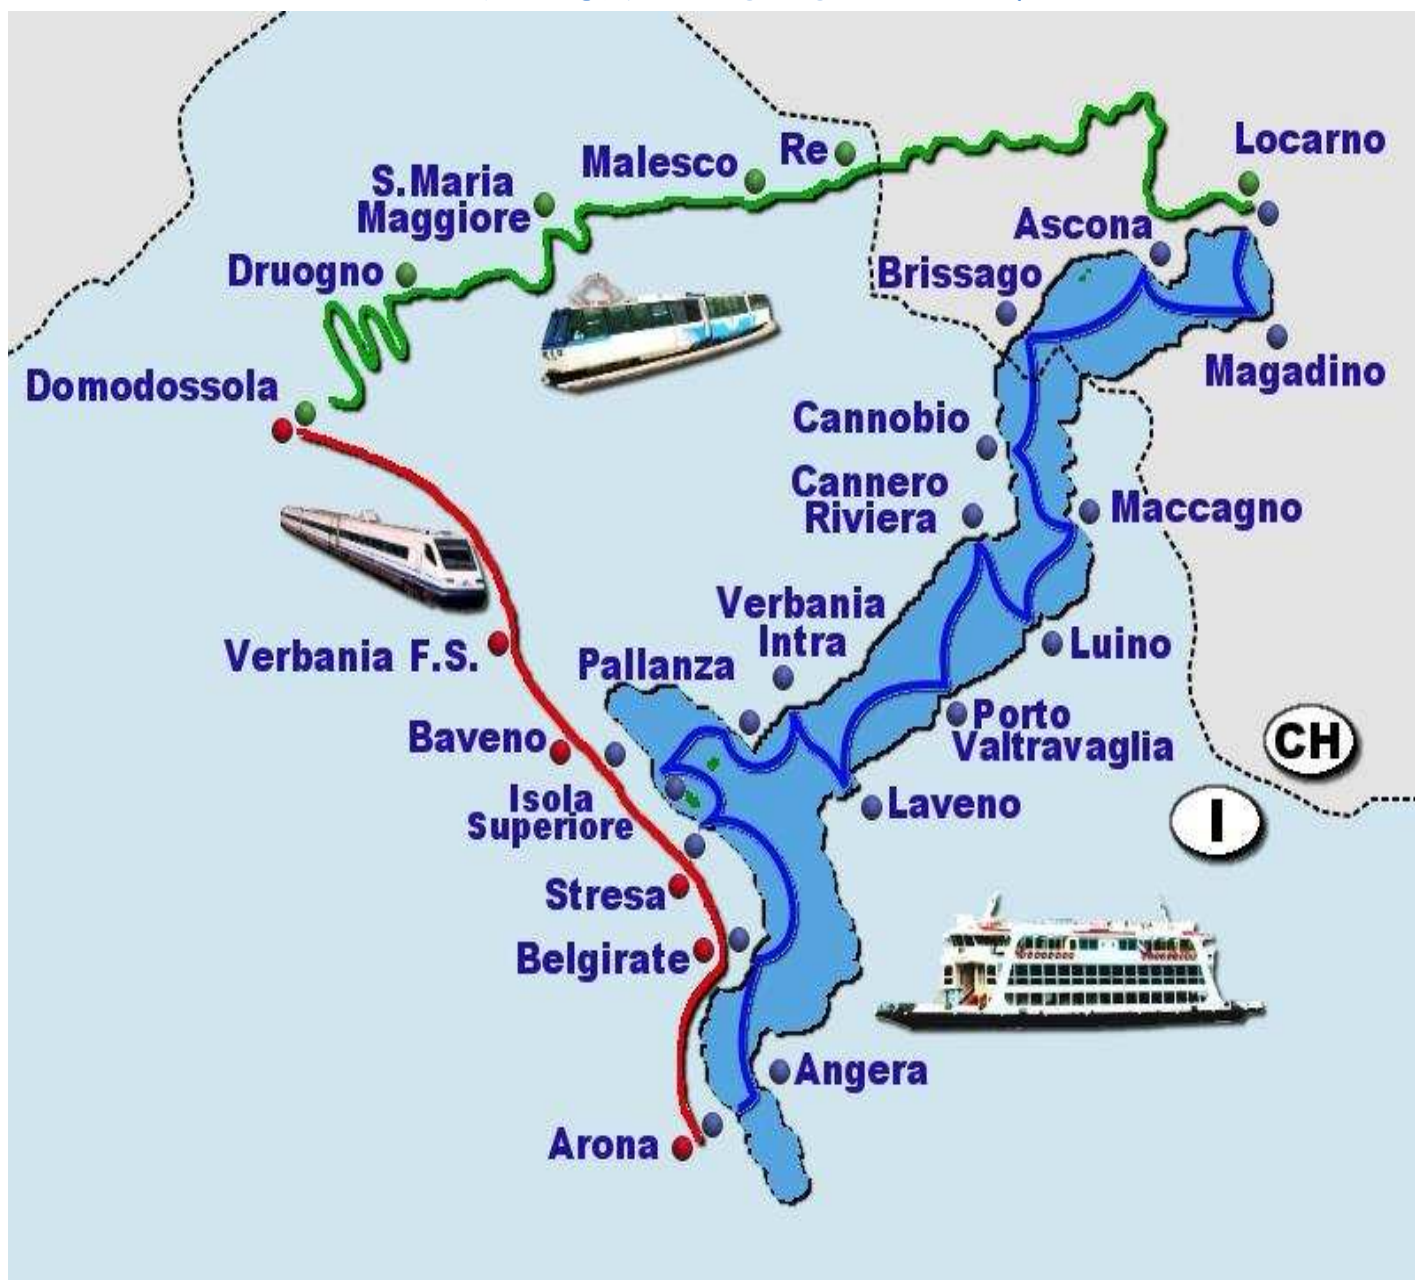 Locarno
Re
Malesco
S.Maria
Maggiore
Ascona
Druogno
Brissago
Domodossola
Magadino
Cannobio
Cannero
Riviera
Maccagno
Verbania
Intra
Luino
Verbania F.S.
Pallanza
Porto
Valtravaglia
Baveno
CH
Isola
Superiore
Laveno
I
Stresa
Belgirate
Angera
Arona